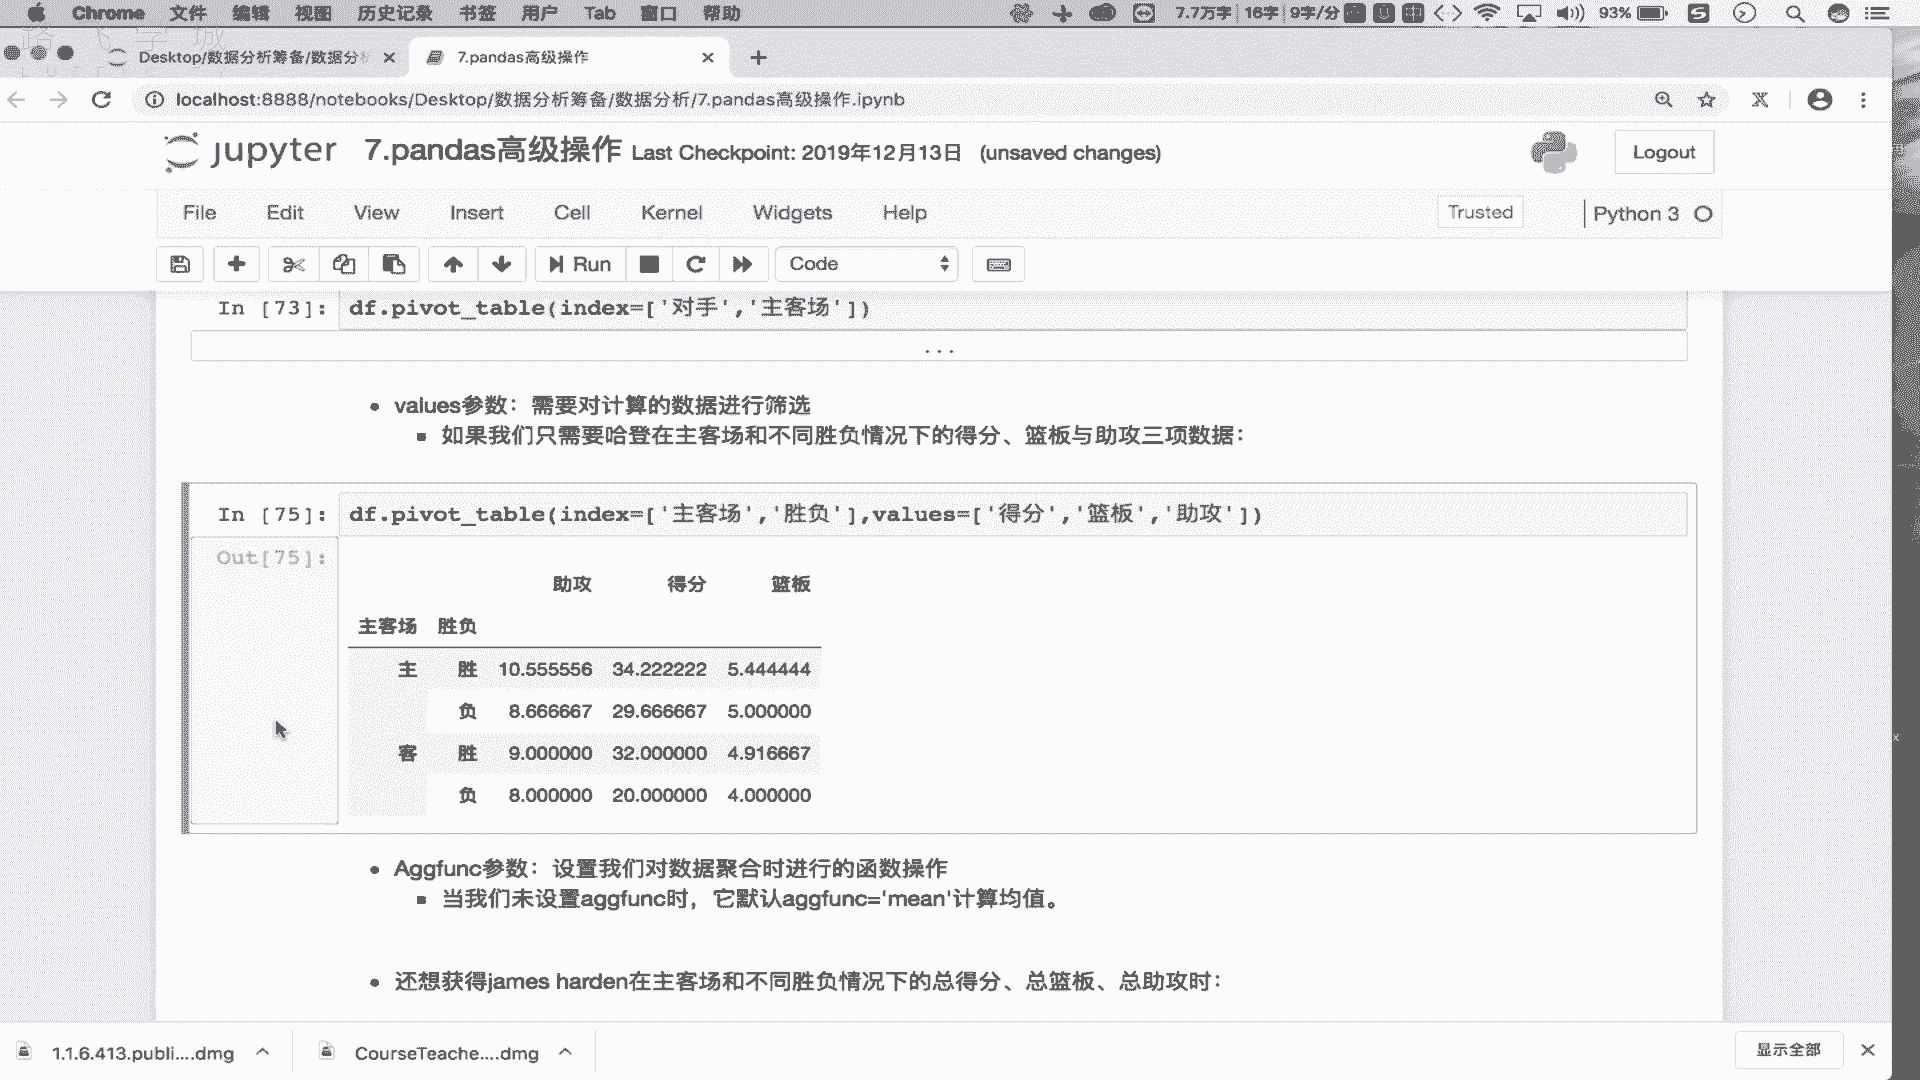 Chrome 文件 编辑 视图 历史记录 书签 用户 Tab 窗口 帮助 7.7万字 16字 9字/分 93%
Desktop/数据分析筹备/数据分析 7.pandas高级操作
localhost:8888/notebooks/Desktop/数据分析筹备/数据分析/7.pandas高级操作.ipynb
jupyter 7.pandas高级操作 Last Checkpoint: 2019年12月13日 (unsaved changes) Logout
File Edit View Insert Cell Kernel Widgets Help Trusted Python 3
Run Code
In [73]: df.pivot_table(index=['对手','主客场'])
...
values参数：需要对计算的数据进行筛选
如果我们只需要哈登在主客场和不同胜负情况下的得分、篮板与助攻三项数据：
In [75]: df.pivot_table(index=['主客场','胜负'],values=['得分','篮板','助攻'])
Out[75]:
助攻 得分 篮板
主客场 胜负
主 胜 10.555556 34.222222 5.444444
负 8.666667 29.666667 5.000000
客 胜 9.000000 32.000000 4.916667
负 8.000000 20.000000 4.000000
Aggfunc参数：设置我们对数据聚合时进行的函数操作
当我们未设置aggfunc时，它默认aggfunc='mean'计算均值。
还想获得james harden在主客场和不同胜负情况下的总得分、总篮板、总助攻时：
1.1.6.413.publi....dmg CourseTeache....dmg 显示全部